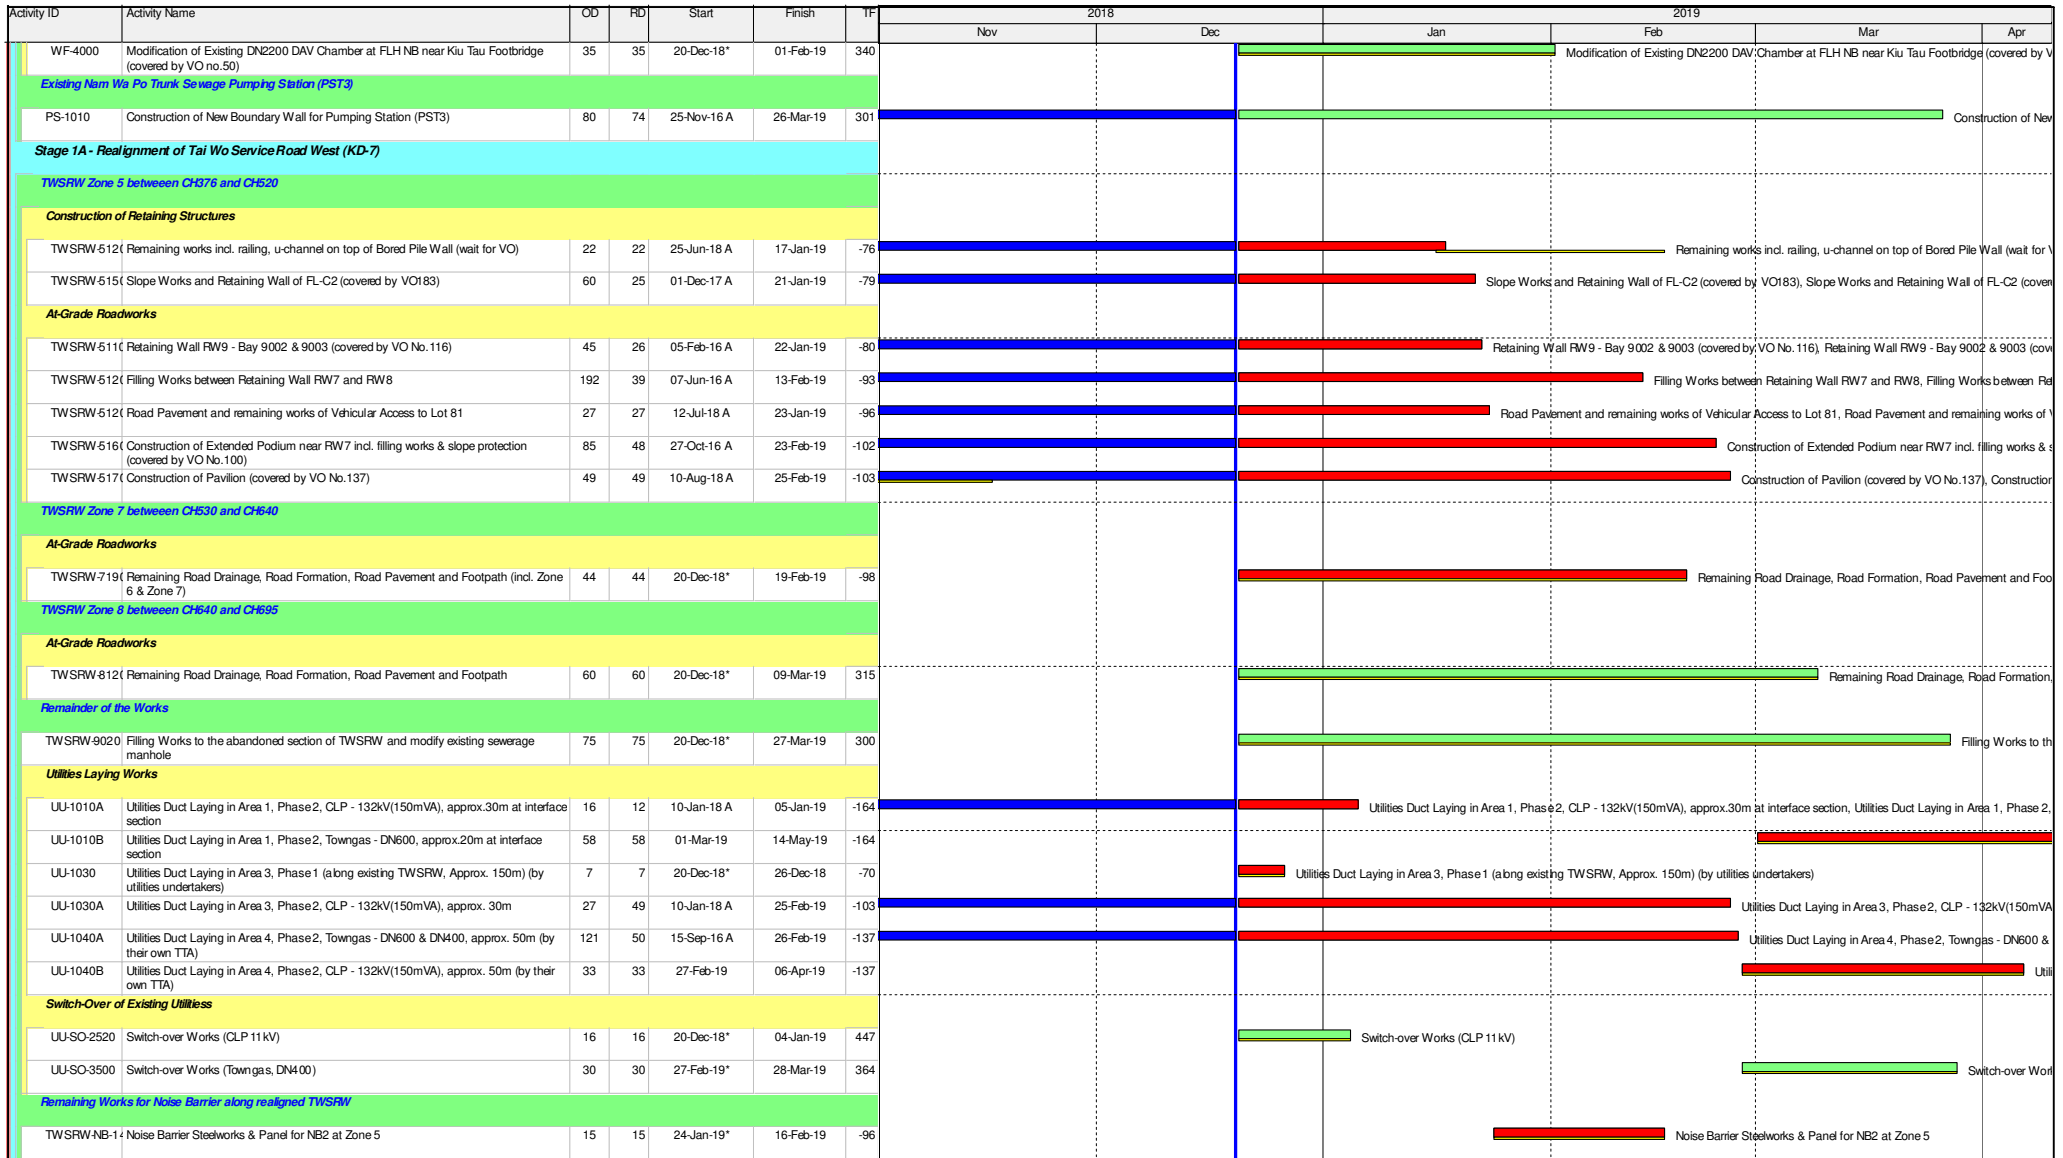 Activity ID Activity Name OD RD Start Finish TF 2018 2019
Nov Dec Jan Feb Mar Apr
WF-4000 Modification of Existing DN2200 DAV Chamber at FLH NB near Kiu Tau Footbridge 35 35 20-Dec-18* 01-Feb-19 340 Modification of Existing DN2200 DAV Chamber at FLH NB near Kiu Tau Footbridge (covered by V
(covered by VO no.50)
Existing Nam Wa Po Trunk Sewage Pumping Station (PST3)
PS-1010 Construction of New Boundary Wall for Pumping Station (PST3) 80 74 25-Nov-16 A 26-Mar-19 301 Construction of New
Stage 1A - Realignment of Tai Wo Service Road West (KD-7)
TWSRW Zone 5 betweeen CH376 and CH520
Construction of Retaining Structures
TWSRW-5120 Remaining works incl. railing, u-channel on top of Bored Pile Wall (wait for VO) 22 22 25-Jun-18 A 17-Jan-19 -76 Remaining works incl. railing, u-channel on top of Bored Pile Wall (wait for V
TWSRW-5150 Slope Works and Retaining Wall of FL-C2 (covered by VO183) 60 25 01-Dec-17 A 21-Jan-19 -79 Slope Works and Retaining Wall of FL-C2 (covered by VO183), Slope Works and Retaining Wall of FL-C2 (cover
At-Grade Roadworks
TWSRW-5110 Retaining Wall RW9 - Bay 9002 & 9003 (covered by VO No.116) 45 26 05-Feb-16 A 22-Jan-19 -80 Retaining Wall RW9 - Bay 9002 & 9003 (covered by VO No.116), Retaining Wall RW9 - Bay 9002 & 9003 (cove
TWSRW-5120 Filling Works between Retaining Wall RW7 and RW8 192 39 07-Jun-16 A 13-Feb-19 -93 Filling Works between Retaining Wall RW7 and RW8, Filling Works between Re
TWSRW-5120 Road Pavement and remaining works of Vehicular Access to Lot 81 27 27 12-Jul-18 A 23-Jan-19 -96 Road Pavement and remaining works of Vehicular Access to Lot 81, Road Pavement and remaining works of V
TWSRW-5160 Construction of Extended Podium near RW7 incl. filling works & slope protection 85 48 27-Oct-16 A 23-Feb-19 -102 Construction of Extended Podium near RW7 incl. filling works & s
(covered by VO No.100)
TWSRW-5170 Construction of Pavilion (covered by VO No.137) 49 49 10-Aug-18 A 25-Feb-19 -103 Construction of Pavilion (covered by VO No.137), Construction
TWSRW Zone 7 betweeen CH530 and CH640
At-Grade Roadworks
TWSRW-7190 Remaining Road Drainage, Road Formation, Road Pavement and Footpath (incl. Zone 44 44 20-Dec-18* 19-Feb-19 -98 Remaining Road Drainage, Road Formation, Road Pavement and Foo
6 & Zone 7)
TWSRW Zone 8 betweeen CH640 and CH695
At-Grade Roadworks
TWSRW-8120 Remaining Road Drainage, Road Formation, Road Pavement and Footpath 60 60 20-Dec-18* 09-Mar-19 315 Remaining Road Drainage, Road Formation,
Remainder of the Works
TWSRW-9020 Filling Works to the abandoned section of TWSRW and modify existing sewerage 75 75 20-Dec-18* 27-Mar-19 300 Filling Works to th
manhole
Utilities Laying Works
UU-1010A Utilities Duct Laying in Area 1, Phase 2, CLP - 132kV(150mVA), approx.30m at interface 16 12 10-Jan-18 A 05-Jan-19 -164 Utilities Duct Laying in Area 1, Phase 2, CLP - 132kV(150mVA), approx.30m at interface section, Utilities Duct Laying in Area 1, Phase 2,
section
UU-1010B Utilities Duct Laying in Area 1, Phase 2, Towngas - DN600, approx.20m at interface 58 58 01-Mar-19 14-May-19 -164
section
UU-1030 Utilities Duct Laying in Area 3, Phase 1 (along existing TWSRW, Approx. 150m) (by 7 7 20-Dec-18* 26-Dec-18 -70 Utilities Duct Laying in Area 3, Phase 1 (along existing TWSRW, Approx. 150m) (by utilities undertakers)
utilities undertakers)
UU-1030A Utilities Duct Laying in Area 3, Phase 2, CLP - 132kV(150mVA), approx. 30m 27 49 10-Jan-18 A 25-Feb-19 -103 Utilities Duct Laying in Area 3, Phase 2, CLP - 132kV(150mVA
UU-1040A Utilities Duct Laying in Area 4, Phase 2, Towngas - DN600 & DN400, approx. 50m (by 121 50 15-Sep-16 A 26-Feb-19 -137 Utilities Duct Laying in Area 4, Phase 2, Towngas - DN600 &
their own TTA)
UU-1040B Utilities Duct Laying in Area 4, Phase 2, CLP - 132kV(150mVA), approx. 50m (by their 33 33 27-Feb-19 06-Apr-19 -137 Utili
own TTA)
Switch-Over of Existing Utilitiess
UU-SO-2520 Switch-over Works (CLP 11kV) 16 16 20-Dec-18* 04-Jan-19 447 Switch-over Works (CLP 11kV)
UU-SO-3500 Switch-over Works (Towngas, DN400) 30 30 27-Feb-19* 28-Mar-19 364 Switch-over Worl
Remaining Works for Noise Barrier along realigned TWSRW
TWSRW-NB-14 Noise Barrier Steelworks & Panel for NB2 at Zone 5 15 15 24-Jan-19* 16-Feb-19 -96 Noise Barrier Steelworks & Panel for NB2 at Zone 5